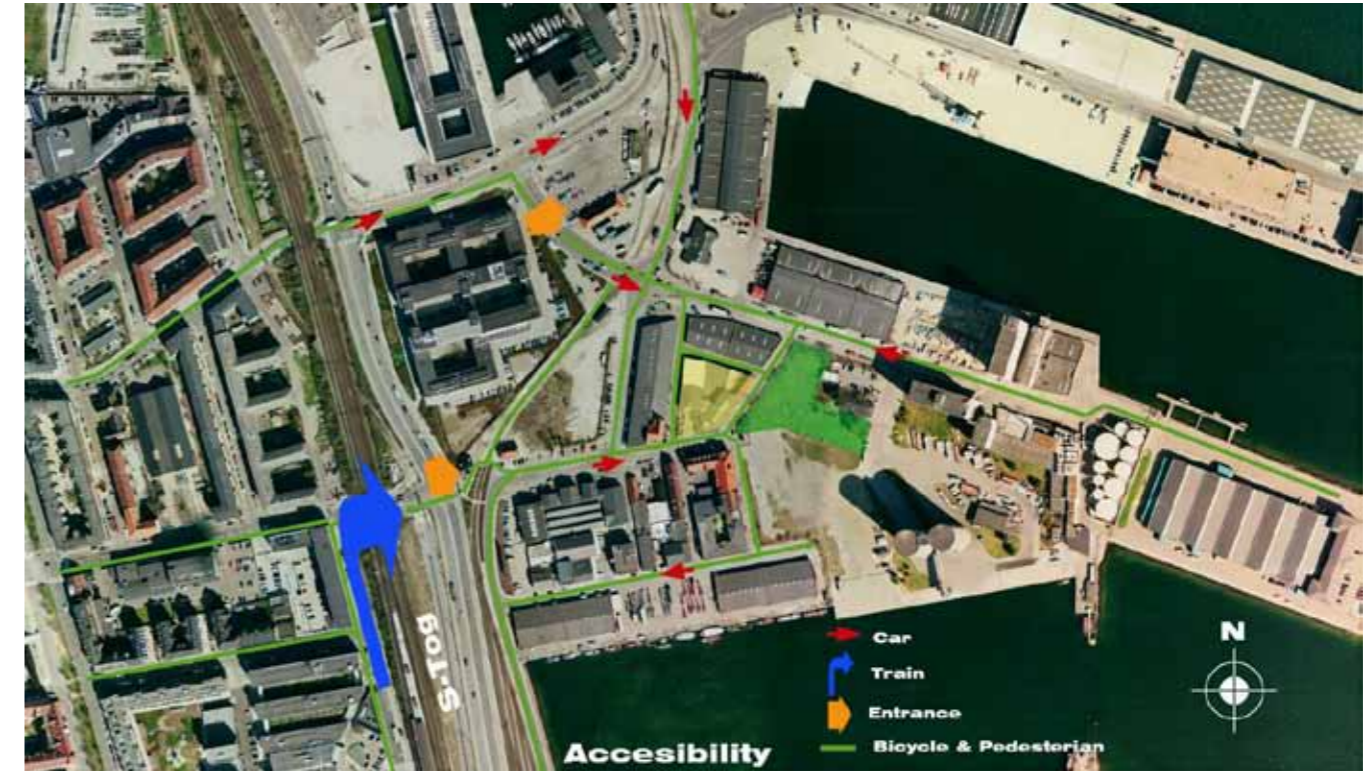 S-Tog
Car
Train
Entrance
Bicycle & Pedesterian
N
Accesibility